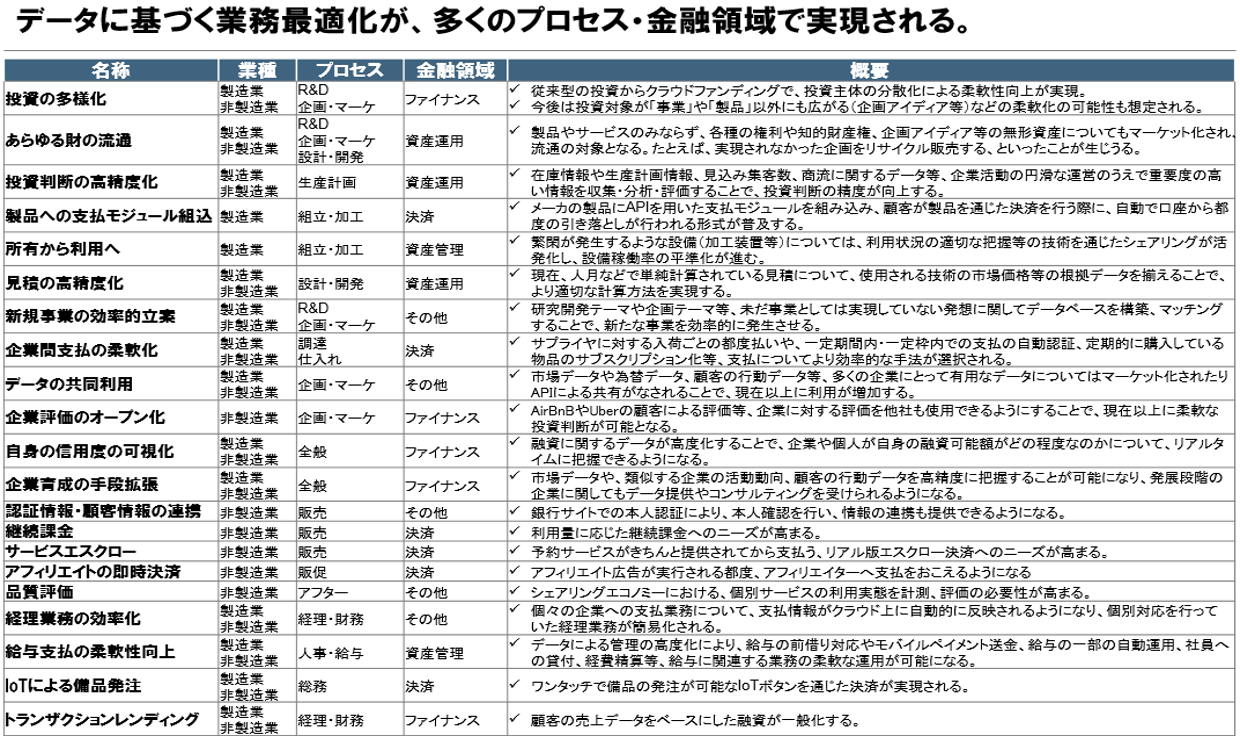 データに基づく業務最適化が、多くのプロセス・金融領域で実現される。
名称 業種 プロセス 金融領域 概要
投資の多様化 製造業 非製造業 R&D 企画・マーケ ファイナンス
✓ 従来型の投資からクラウドファンディングで、投資主体の分散化による柔軟性向上が実現。
✓ 今後は投資対象が「事業」や「製品」以外にも広がる(企画アイディア等)などの柔軟化の可能性も想定される。
あらゆる財の流通 製造業 非製造業 R&D 企画・マーケ 設計・開発 資産運用
✓ 製品やサービスのみならず、各種の権利や知的財産権、企画アイディア等の無形資産についてもマーケット化され、
流通の対象となる。たとえば、実現されなかった企画をリサイクル販売する、といったことが生じうる。
投資判断の高精度化 製造業 非製造業 生産計画 資産運用
✓ 在庫情報や生産計画情報、見込み集客数、商流に関するデータ等、企業活動の円滑な運営のうえで重要度の高
い情報を収集・分析・評価することで、投資判断の精度が向上する。
製品への支払モジュール組込 製造業 組立・加工 決済
✓ メーカの製品にAPIを用いた支払モジュールを組み込み、顧客が製品を通じた決済を行う際に、自動で口座から都
度の引き落としが行われる形式が普及する。
所有から利用へ 製造業 組立・加工 資産管理
✓ 繁閑が発生するような設備(加工装置等)については、利用状況の適切な把握等の技術を通じたシェアリングが活
発化し、設備稼働率の平準化が進む。
見積の高精度化 製造業 非製造業 設計・開発 資産運用
✓ 現在、人月などで単純計算されている見積について、使用される技術の市場価格等の根拠データを揃えることで、
より適切な計算方法を実現する。
新規事業の効率的立案 製造業 非製造業 R&D 企画・マーケ その他
✓ 研究開発テーマや企画テーマ等、未だ事業としては実現していない発想に関してデータベースを構築、マッチング
することで、新たな事業を効率的に発生させる。
企業間支払の柔軟化 製造業 非製造業 調達 仕入れ 決済
✓ サプライヤに対する入荷ごとの都度払いや、一定期間内・一定枠内での支払の自動認証、定期的に購入している
物品のサブスクリプション化等、支払についてより効率的な手法が選択される。
データの共同利用 製造業 非製造業 企画・マーケ その他
✓ 市場データや為替データ、顧客の行動データ等、多くの企業にとって有用なデータについてはマーケット化されたり
APIによる共有がなされることで、現在以上に利用が増加する。
企業評価のオープン化 非製造業 企画・マーケ ファイナンス
✓ AirBnBやUberの顧客による評価等、企業に対する評価を他社も使用できるようにすることで、現在以上に柔軟な
投資判断が可能となる。
自身の信用度の可視化 製造業 非製造業 全般 ファイナンス
✓ 融資に関するデータが高度化することで、企業や個人が自身の融資可能額がどの程度なのかについて、リアルタ
イムに把握できるようになる。
企業育成の手段拡張 製造業 非製造業 全般 ファイナンス
✓ 市場データや、類似する企業の活動動向、顧客の行動データを高精度に把握することが可能になり、発展段階の
企業に関してもデータ提供やコンサルティングを受けられるようになる。
認証情報・顧客情報の連携 非製造業 販売 その他
✓ 銀行サイトでの本人認証により、本人確認を行い、情報の連携も提供できるようになる。
継続課金 非製造業 販売 決済
✓ 利用量に応じた継続課金へのニーズが高まる。
サービスエスクロー 非製造業 販売 決済
✓ 予約サービスがきちんと提供されてから支払う、リアル版エスクロー決済へのニーズが高まる。
アフィリエイトの即時決済 非製造業 販促 決済
✓ アフィリエイト広告が実行される都度、アフィリエイターへ支払をおこえるようになる
品質評価 非製造業 アフター その他
✓ シェアリングエコノミーにおける、個別サービスの利用実態を計測、評価の必要性が高まる。
経理業務の効率化 製造業 非製造業 経理・財務 その他
✓ 個々の企業への支払業務について、支払情報がクラウド上に自動的に反映されるようになり、個別対応を行って
いた経理業務が簡易化される。
給与支払の柔軟性向上 製造業 非製造業 人事・給与 資産管理
✓ データによる管理の高度化により、給与の前借り対応やモバイルペイメント送金、給与の一部の自動運用、社員へ
の貸付、経費精算等、給与に関連する業務の柔軟な運用が可能になる。
IoTによる備品発注 製造業 非製造業 総務 決済
✓ ワンタッチで備品の発注が可能なIoTボタンを通じた決済が実現される。
トランザクションレンディング 製造業 非製造業 経理・財務 ファイナンス
✓ 顧客の売上データをベースにした融資が一般化する。